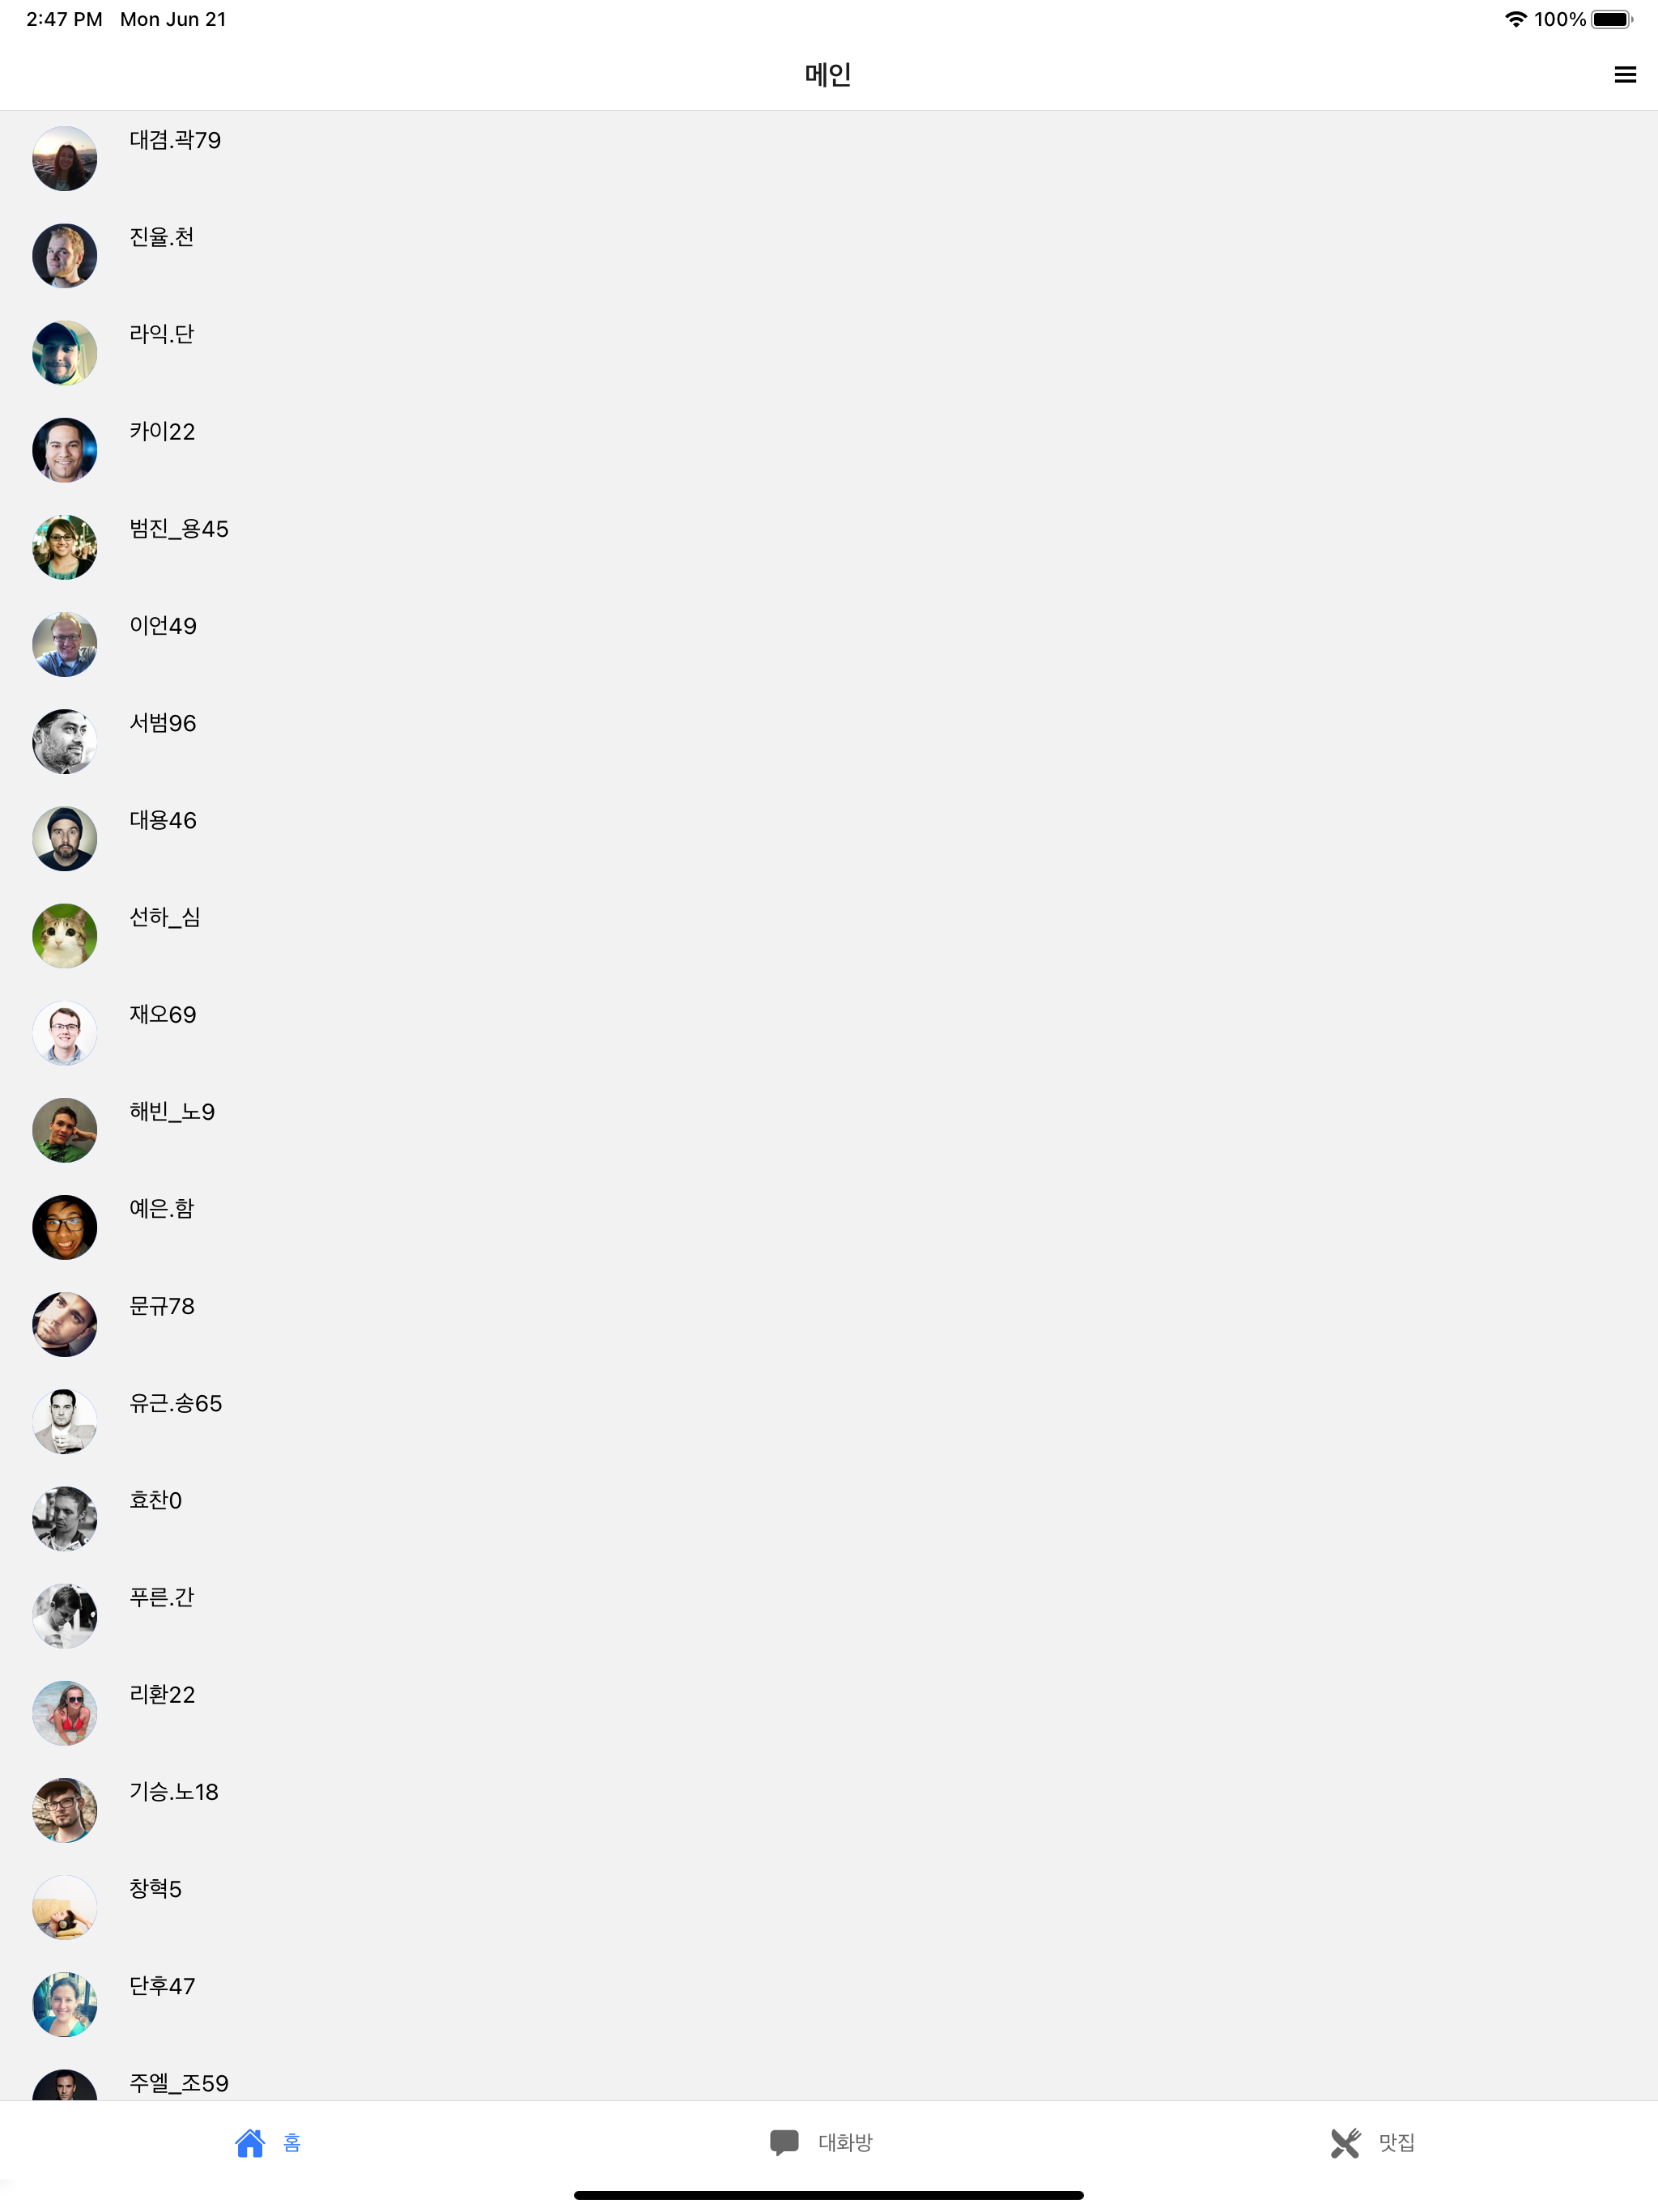 2:47 PM Mon Jun 21 100%
메인
대겸.곽79
진율.천
라익.단
카이22
범진_용45
이언49
서범96
대용46
선하_심
재오69
해빈_노9
예은.함
문규78
유근.송65
효찬0
푸른.간
리환22
기승.노18
창혁5
단후47
주엘_조59
홈 대화방 맛집